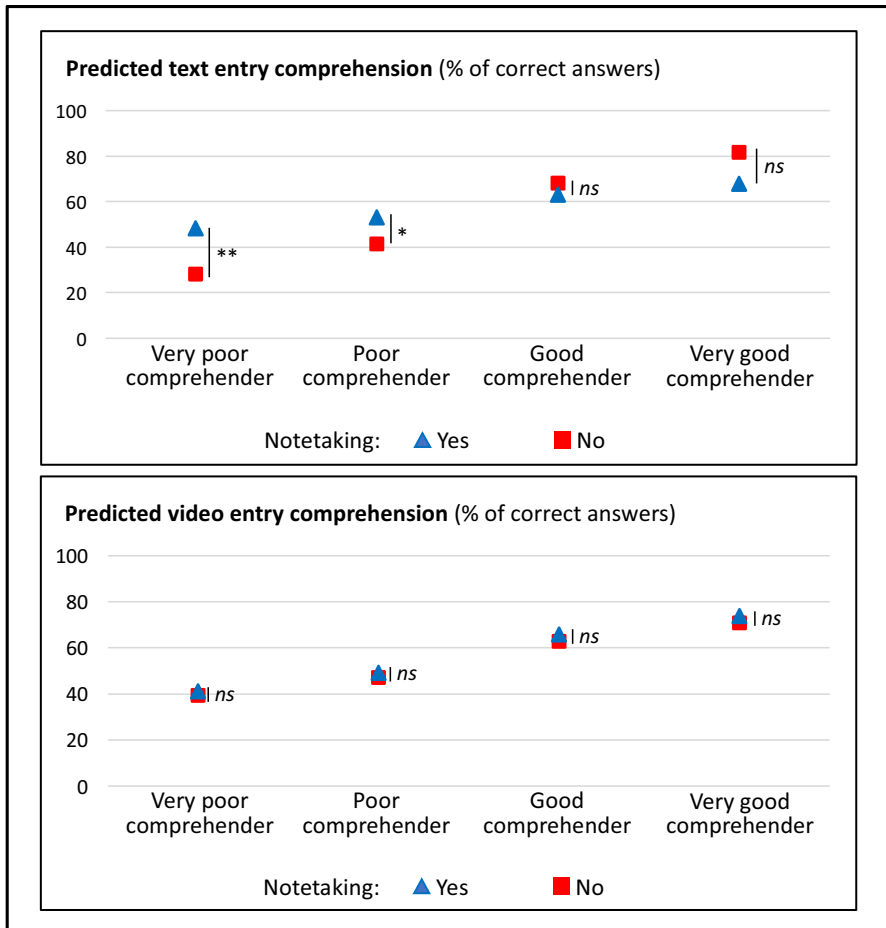 Predicted text entry comprehension (% of correct answers)
100
80
60
40
20
0
ns
ns
*
**
Very poor comprehender
Poor comprehender
Good comprehender
Very good comprehender
Notetaking: Yes No
Predicted video entry comprehension (% of correct answers)
100
80
60
40
20
0
ns
ns
ns
ns
Very poor comprehender
Poor comprehender
Good comprehender
Very good comprehender
Notetaking: Yes No